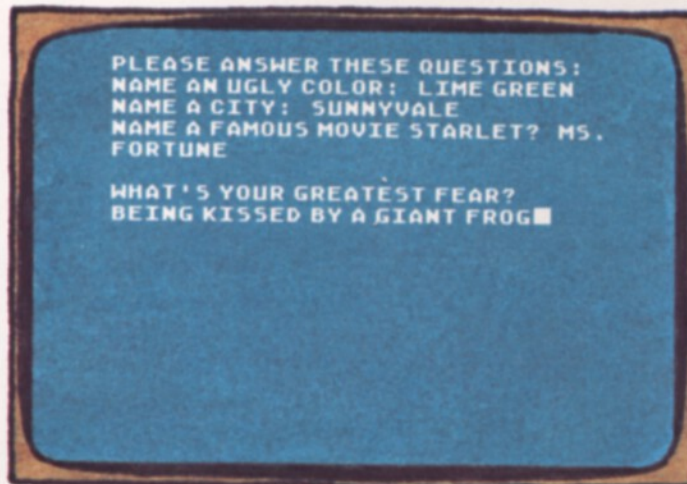 PLEASE ANSWER THESE QUESTIONS:
NAME AN UGLY COLOR: LIME GREEN
NAME A CITY: SUNNYVALE
NAME A FAMOUS MOVIE STARLET? MS.
FORTUNE
WHAT'S YOUR GREATEST FEAR?
BEING KISSED BY A GIANT FROG